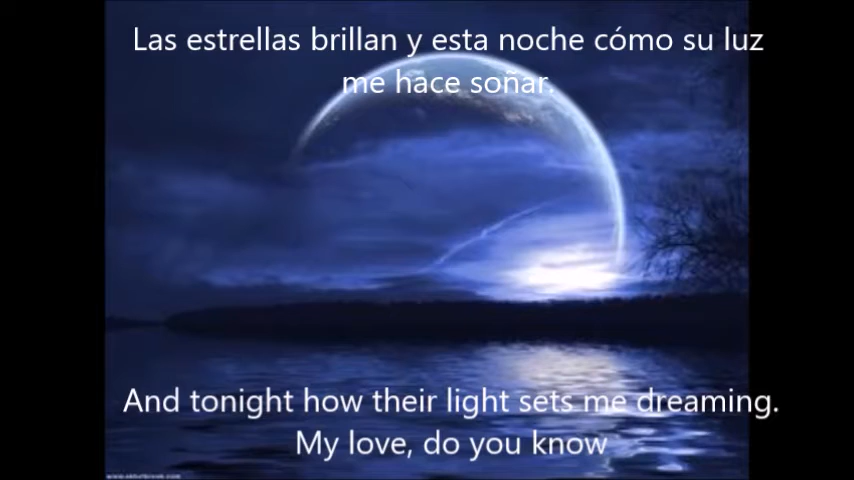 Las estrellas brillan y esta noche cómo su luz
me hace soñar.
And tonight how their light sets me dreaming.
My love, do you know